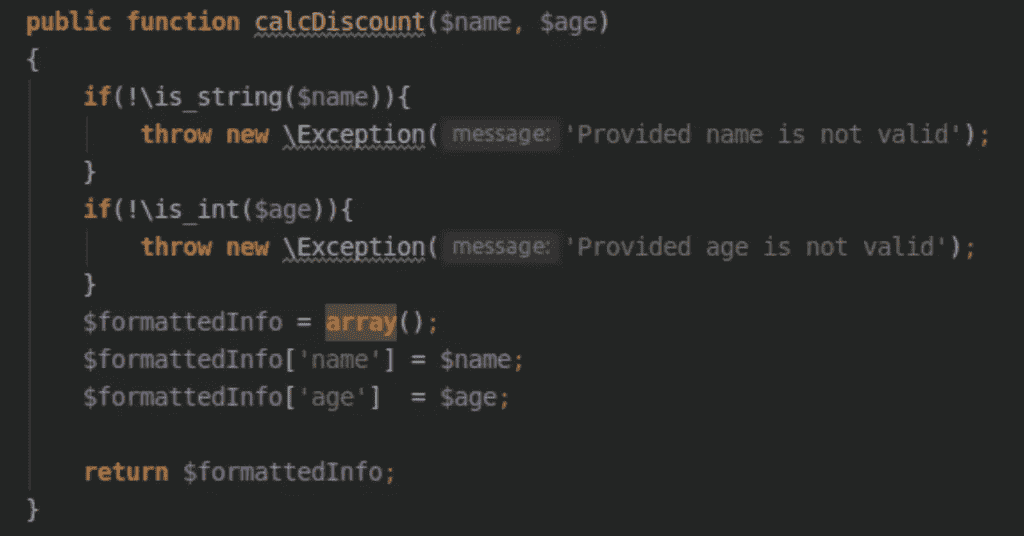 public function calcDiscount($name, $age)
{
    if(!\is_string($name)){
        throw new \Exception( message: 'Provided name is not valid');
    }
    if(!\is_int($age)){
        throw new \Exception( message: 'Provided age is not valid');
    }
    $formattedInfo = array();
    $formattedInfo['name'] = $name;
    $formattedInfo['age']  = $age;
    return $formattedInfo;
}